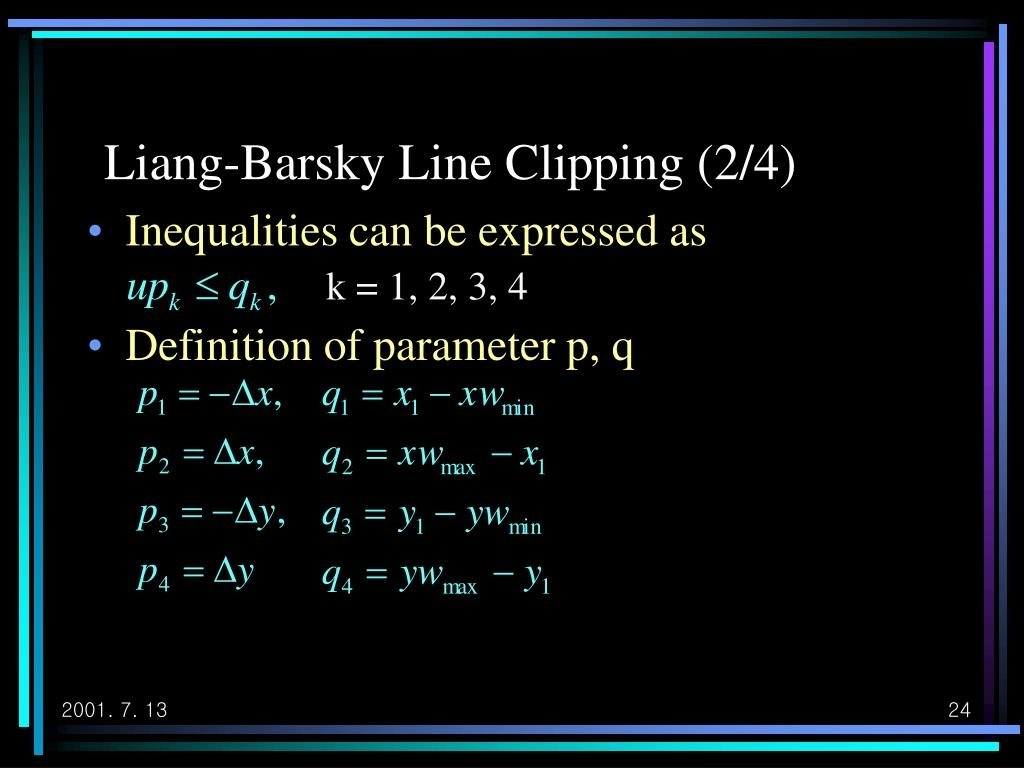 Liang-Barsky Line Clipping (2/4)
• Inequalities can be expressed as
upₖ ≤ qₖ, k = 1, 2, 3, 4
• Definition of parameter p, q
p₁ = −Δx, q₁ = x₁ − xw_min
p₂ = Δx, q₂ = xw_max − x₁
p₃ = −Δy, q₃ = y₁ − yw_min
p₄ = Δy q₄ = yw_max − y₁
2001. 7. 13 24